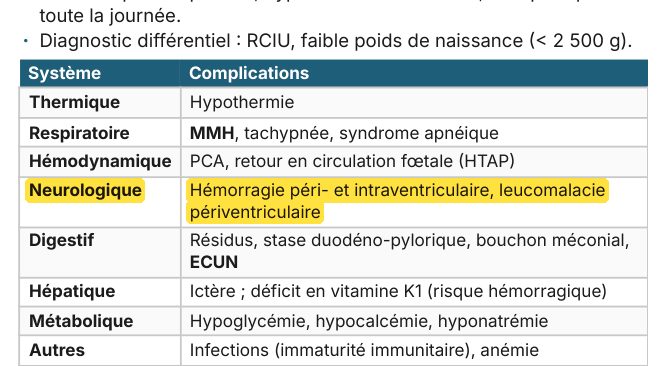 toute la journée.
· Diagnostic différentiel : RCIU, faible poids de naissance (< 2 500 g).
Système Complications
Thermique Hypothermie
Respiratoire MMH, tachypnée, syndrome apnéique
Hémodynamique PCA, retour en circulation fœtale (HTAP)
Neurologique Hémorragie péri- et intraventriculaire, leucomalacie
périventriculaire
Digestif Résidus, stase duodéno-pylorique, bouchon méconial,
ECUN
Hépatique Ictère ; déficit en vitamine K1 (risque hémorragique)
Métabolique Hypoglycémie, hypocalcémie, hyponatrémie
Autres Infections (immaturité immunitaire), anémie